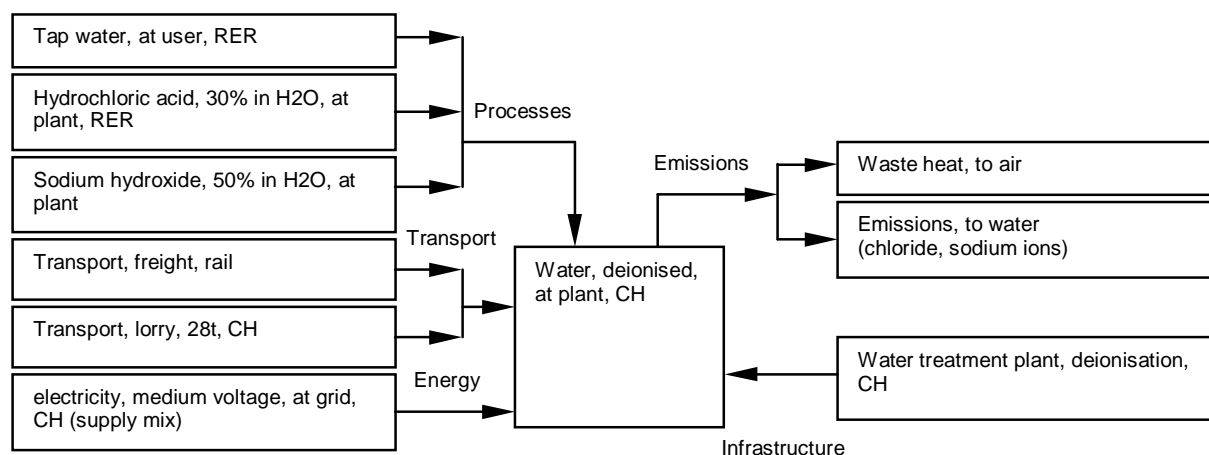 Tap water, at user, RER
Hydrochloric acid, 30% in H2O, at
plant, RER
Processes
Sodium hydroxide, 50% in H2O, at
plant
Emissions
Waste heat, to air
Emissions, to water
(chloride, sodium ions)
Transport
Transport, freight, rail
Water, deionised,
at plant, CH
Transport, lorry, 28t, CH
Water treatment plant, deionisation,
CH
Energy
electricity, medium voltage, at grid,
CH (supply mix)
Infrastructure